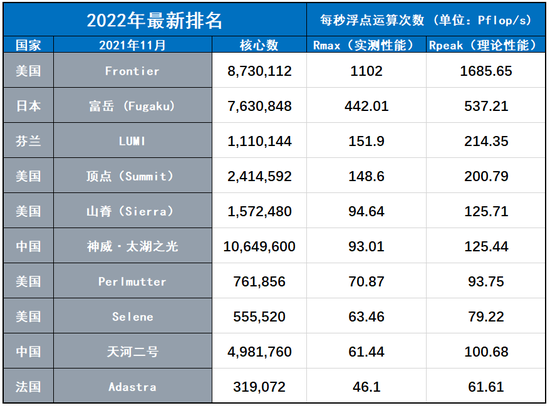 2022年最新排名 每秒浮点运算次数 (单位: Pflop/s)
国家 2021年11月 核心数 Rmax (实测性能) Rpeak (理论性能)
美国 Frontier 8,730,112 1102 1685.65
日本 富岳 (Fugaku) 7,630,848 442.01 537.21
芬兰 LUMI 1,110,144 151.9 214.35
美国 顶点 (Summit) 2,414,592 148.6 200.79
美国 山脊 (Sierra) 1,572,480 94.64 125.71
中国 神威·太湖之光 10,649,600 93.01 125.44
美国 Perlmutter 761,856 70.87 93.75
美国 Selene 555,520 63.46 79.22
中国 天河二号 4,981,760 61.44 100.68
法国 Adastra 319,072 46.1 61.61